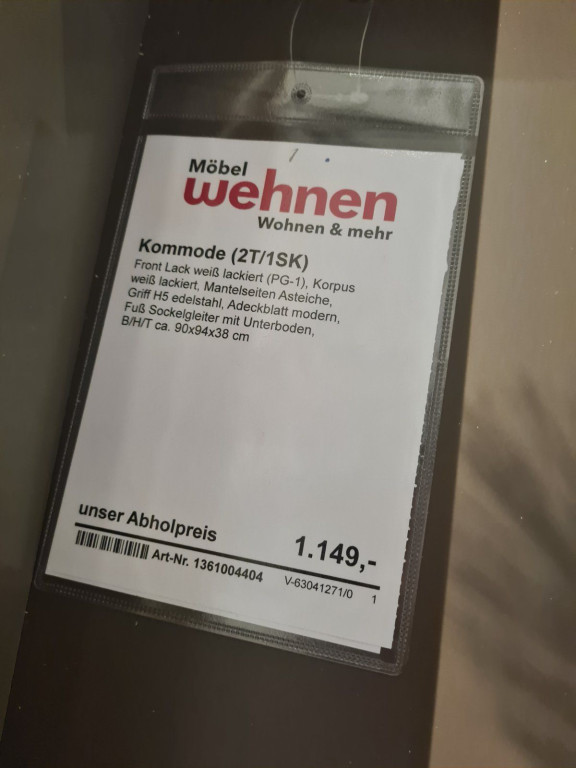 Möbel
wehnen
Wohnen & mehr
Kommode (2T/1SK)
Front Lack weiß lackiert (PG-1), Korpus
weiß lackiert, Mantelseiten Asteiche,
Griff H5 edelstahl, Adeckblatt modern,
Fuß Sockelgleiter mit Unterboden,
B/H/T ca. 90x94x38 cm
unser Abholpreis
1.149,-
Art-Nr. 1361004404 V-63041271/0 1